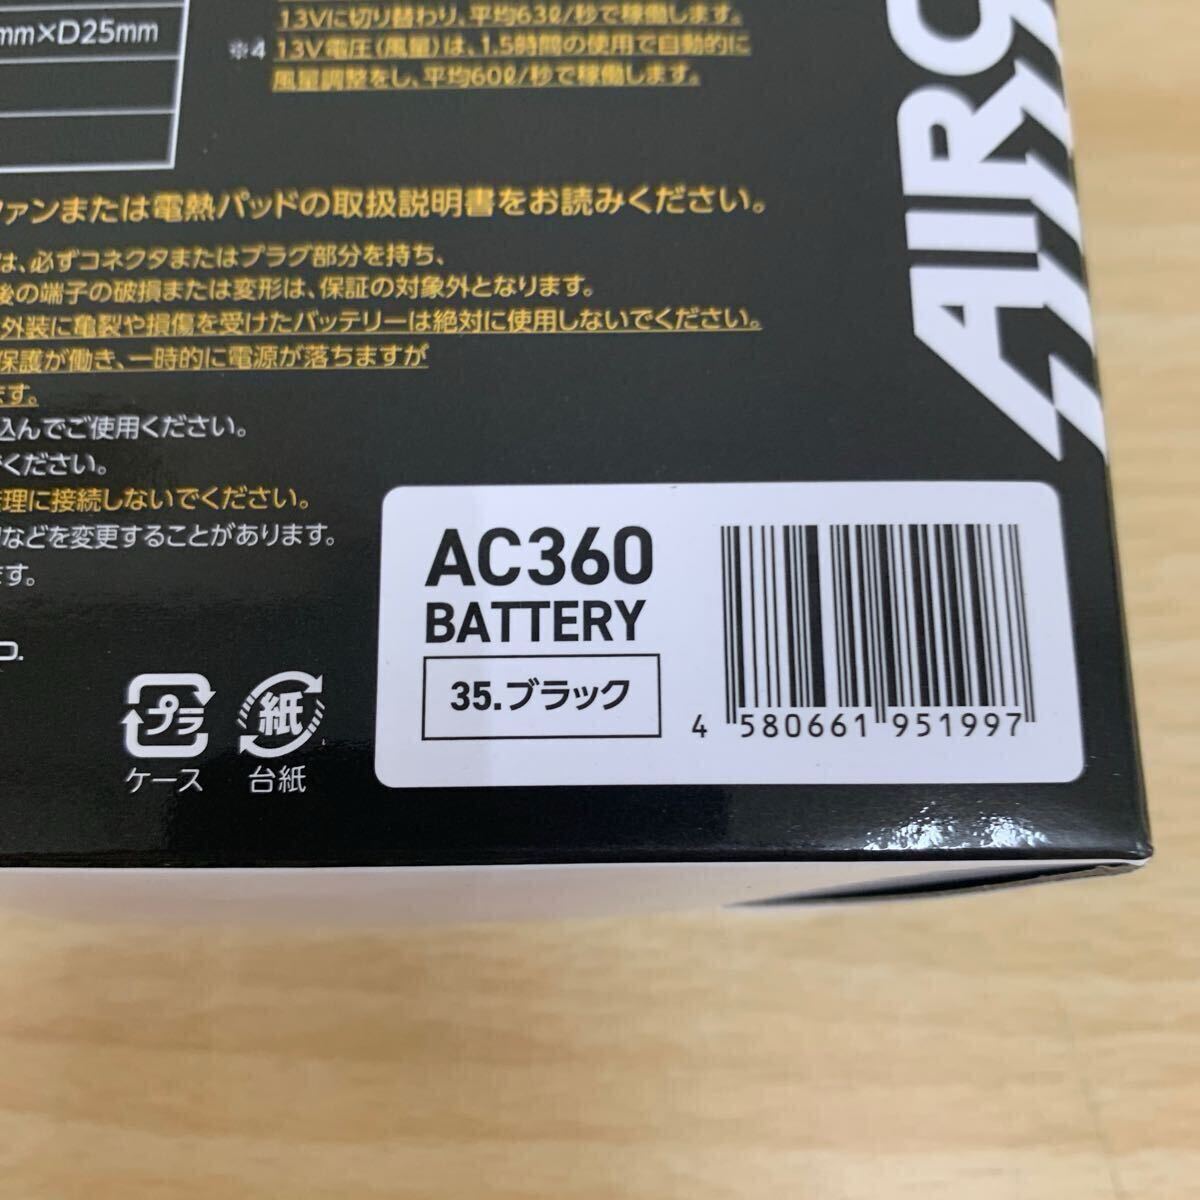 13Vに切り替わり、平均63ℓ/秒で稼働します。
mm×D25mm
※4 13V電圧(風量)は、1.5時間の使用で自動的に
風量調整をし、平均60ℓ/秒で稼働します。
ファンまたは電熱パッドの取扱説明書をお読みください。
は、必ずコネクタまたはプラグ部分を持ち、
後の端子の破損または変形は、保証の対象外となります。
外装に亀裂や損傷を受けたバッテリーは絶対に使用しないでください。
保護が働き、一時的に電源が落ちますが
ます。
込んでご使用ください。
でください。
理に接続しないでください。
などを変更することがあります。
ます。
AIRC
AC360
BATTERY
35.ブラック
4 580661 951997
プラ
ケース
紙
台紙